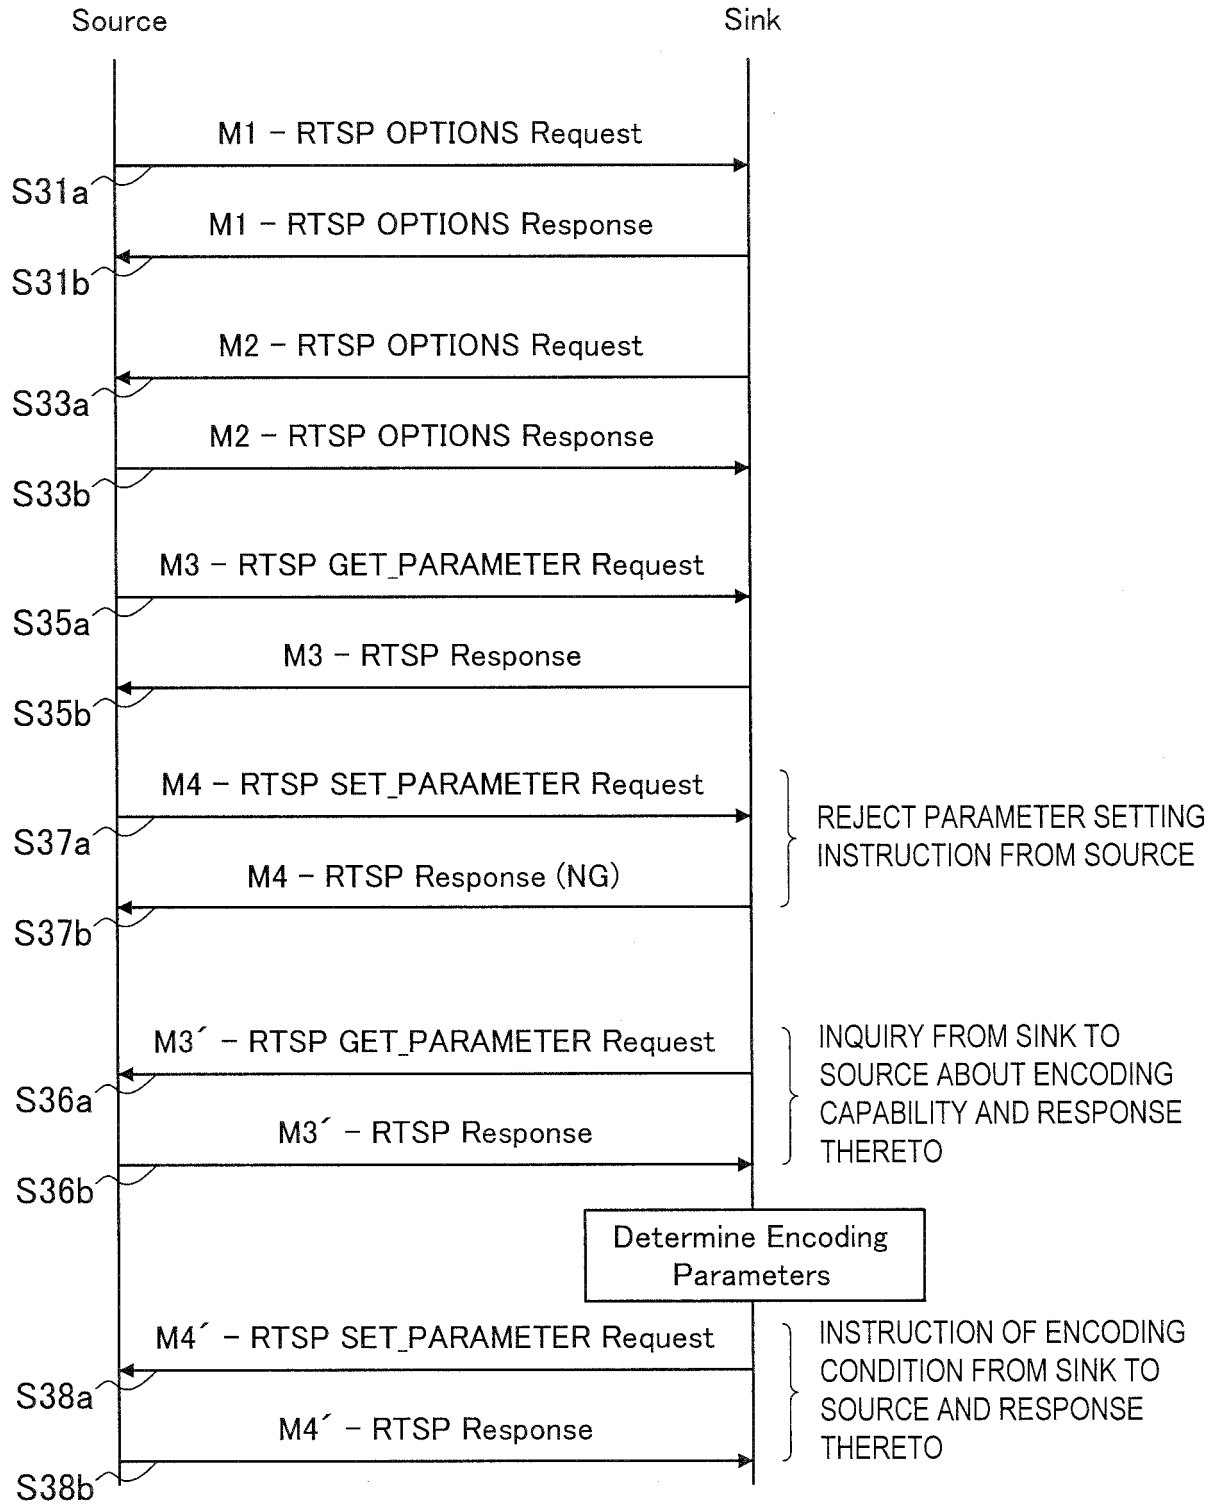 Source
Sink
M1 - RTSP OPTIONS Request
S31a
M1 - RTSP OPTIONS Response
S31b
M2 - RTSP OPTIONS Request
S33a
M2 - RTSP OPTIONS Response
S33b
M3 - RTSP GET_PARAMETER Request
S35a
M3 - RTSP Response
S35b
M4 - RTSP SET_PARAMETER Request
S37a
REJECT PARAMETER SETTING
INSTRUCTION FROM SOURCE
M4 - RTSP Response (NG)
S37b
M3´ - RTSP GET_PARAMETER Request
S36a
INQUIRY FROM SINK TO
SOURCE ABOUT ENCODING
CAPABILITY AND RESPONSE
THERETO
M3´ - RTSP Response
S36b
Determine Encoding
Parameters
M4´ - RTSP SET_PARAMETER Request
S38a
INSTRUCTION OF ENCODING
CONDITION FROM SINK TO
SOURCE AND RESPONSE
THERETO
M4´ - RTSP Response
S38b